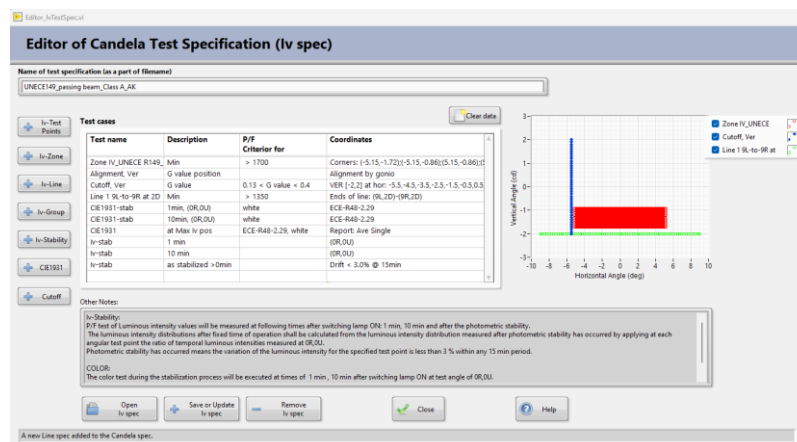 Editor_IvTestSpec.vi
Editor of Candela Test Specification (Iv spec)
Name of test specification (as a part of filename)
UNECE149_passing beam_Class A_AK
Iv-Test Points
Iv-Zone
Iv-Line
Iv-Group
Iv-Stability
CIE1931
Cutoff
Test cases
Clear data
Test name Description P/F Criterion for Coordinates
Zone IV_UNECE R149_ Min > 1700 Corners: (-5.15,-1.72);(-5.15,-0.86);(5.15,-0.86);(5
Alignment, Ver G value position Alignment by gonio
Cutoff, Ver G value 0.13 < G value < 0.4 VER [-2,2] at hor: -5.5,-4.5,-3.5,-2.5,-1.5,-0.5,0.5
Line 1 9L-to-9R at 2D Min > 1350 Ends of line: (9L,2D)-(9R,2D)
CIE1931-stab 1min, (0R,0U) white ECE-R48-2.29
CIE1931-stab 10min, (0R,0U) white ECE-R48-2.29
CIE1931 at Max Iv pos ECE-R48-2.29, white Report: Ave Single
Iv-stab 1 min (0R,0U)
Iv-stab 10 min (0R,0U)
Iv-stab as stabilized >0min Drift < 3.0% @ 15min
3
2
1
0
-1
-2
-3
Vertical Angle (deg)
-10 -8 -6 -4 -2 0 2 4 6 8 10
Horizontal Angle (deg)
Zone IV_UNECE
Cutoff, Ver
Line 1 9L-to-9R at
Other Notes:
Iv-Stability:
P/F test of Luminous intensity values will be measured at following times after switching lamp ON: 1 min, 10 min and after the photometric stability.
The luminous intensity distributions after fixed time of operation shall be calculated from the luminous intensity distribution measured after photometric stability has occurred by applying at each
angular test point the ratio of temporal luminous intensities measured at 0R,0U.
Photometric stability has occurred means the variation of the luminous intensity for the specified test point is less than 3 % within any 15 min period.
COLOR:
The color test during the stabilization process will be executed at times of 1 min , 10 min after switching lamp ON at test angle of 0R,0U.
Open Iv spec
Save or Update Iv spec
Remove Iv spec
Close
Help
A new Line spec added to the Candela spec.